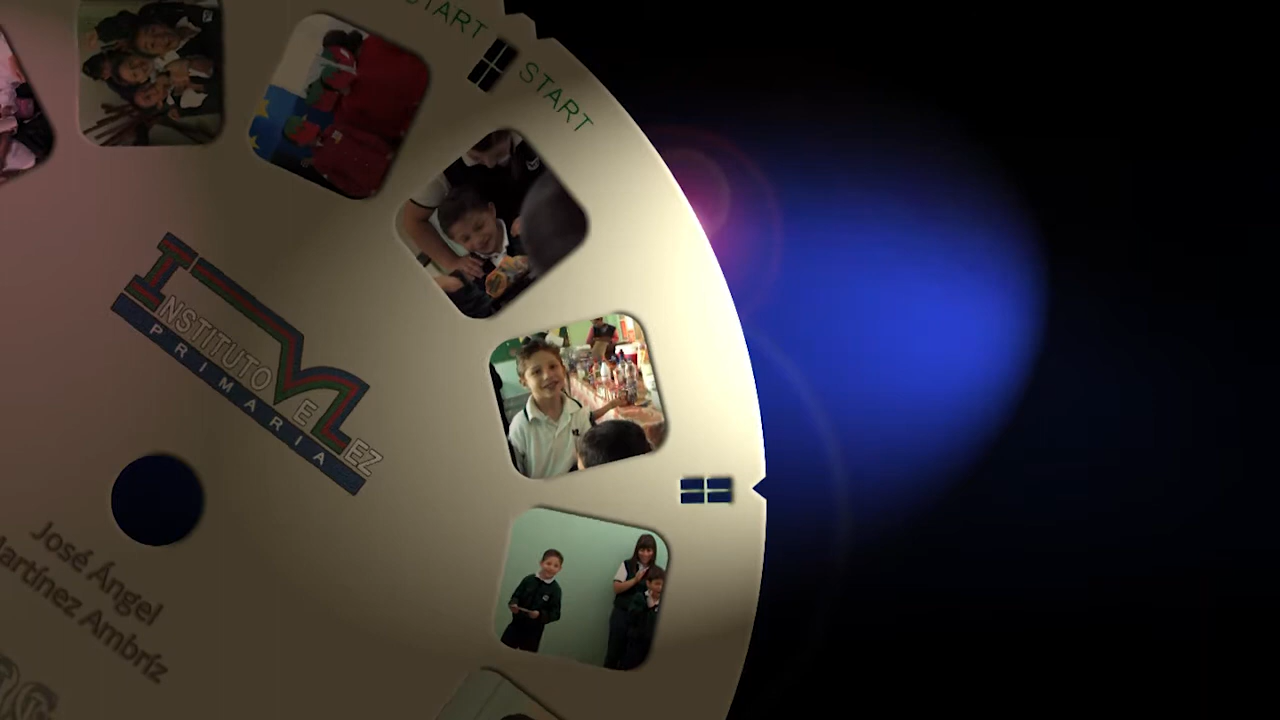 START
START
INSTITUTO VELEZ
PRIMARIA
José Ángel
Martínez Ambríz